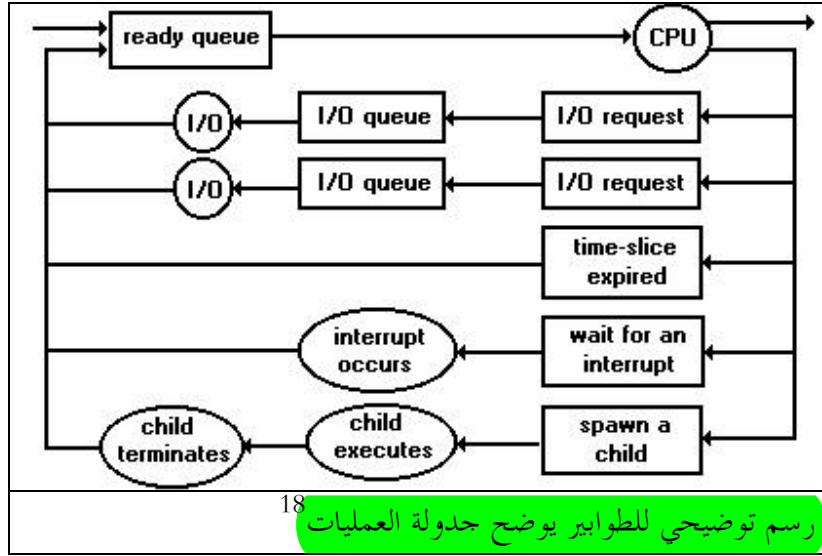 ready queue
CPU
I/O
I/O queue
I/O request
I/O
I/O queue
I/O request
time-slice
expired
interrupt
occurs
wait for an
interrupt
child
terminates
child
executes
spawn a
child
رسم توضيحي للطوابير يوضح جدولة العمليات 18